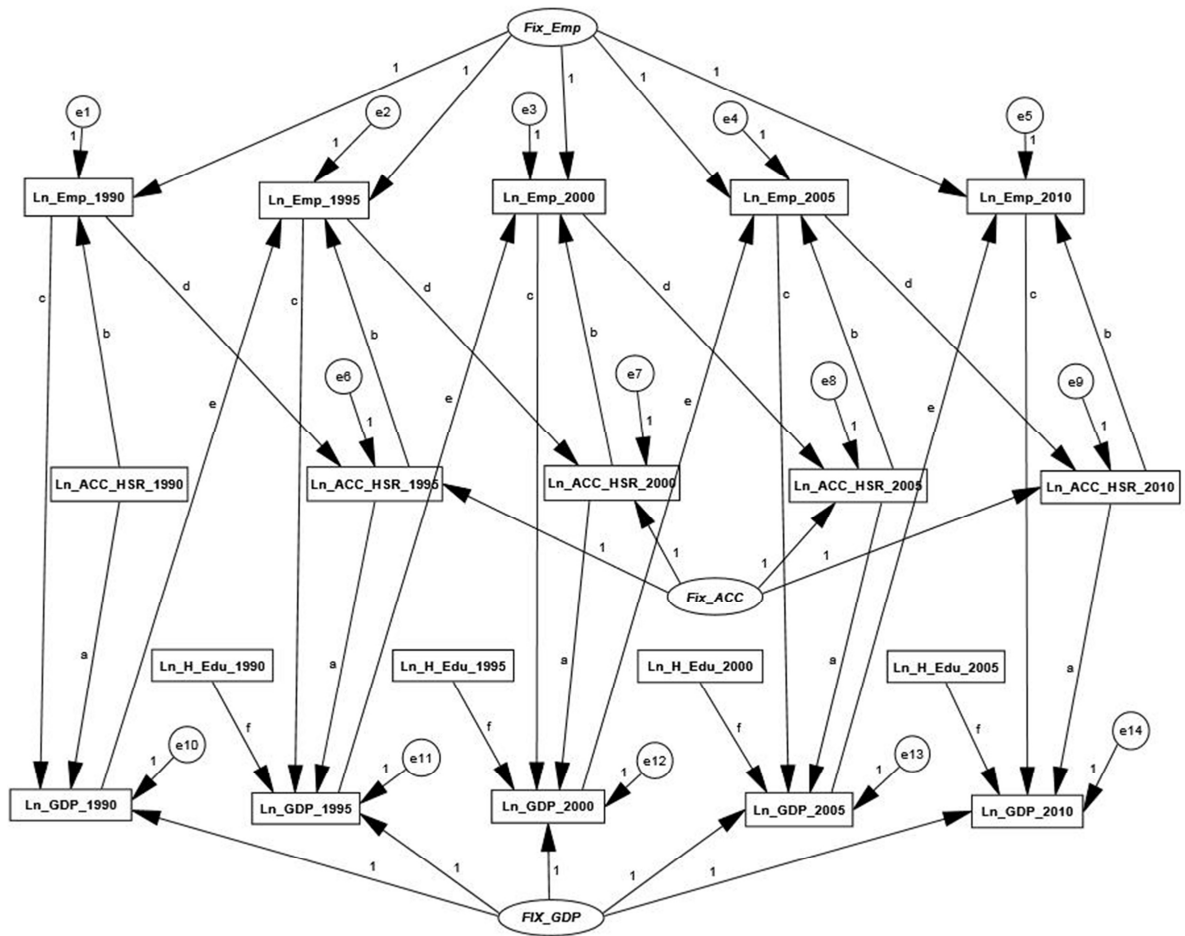 Fix_Emp
1
1
1
1
1
e1
e2
e3
e4
e5
1
1
1
1
1
Ln_Emp_1990
Ln_Emp_1995
Ln_Emp_2000
Ln_Emp_2005
Ln_Emp_2010
c
d
c
d
c
d
c
d
c
b
b
b
b
b
e
e
e
e
e6
e7
e8
e9
1
1
1
1
Ln_ACC_HSR_1990
Ln_ACC_HSR_1995
Ln_ACC_HSR_2000
Ln_ACC_HSR_2005
Ln_ACC_HSR_2010
1
1
1
1
Fix_ACC
a
a
a
a
a
Ln_H_Edu_1990
Ln_H_Edu_1995
Ln_H_Edu_2000
Ln_H_Edu_2005
f
f
f
f
e10
e11
e12
e13
e14
1
1
1
1
1
Ln_GDP_1990
Ln_GDP_1995
Ln_GDP_2000
Ln_GDP_2005
Ln_GDP_2010
1
1
1
1
1
FIX_GDP